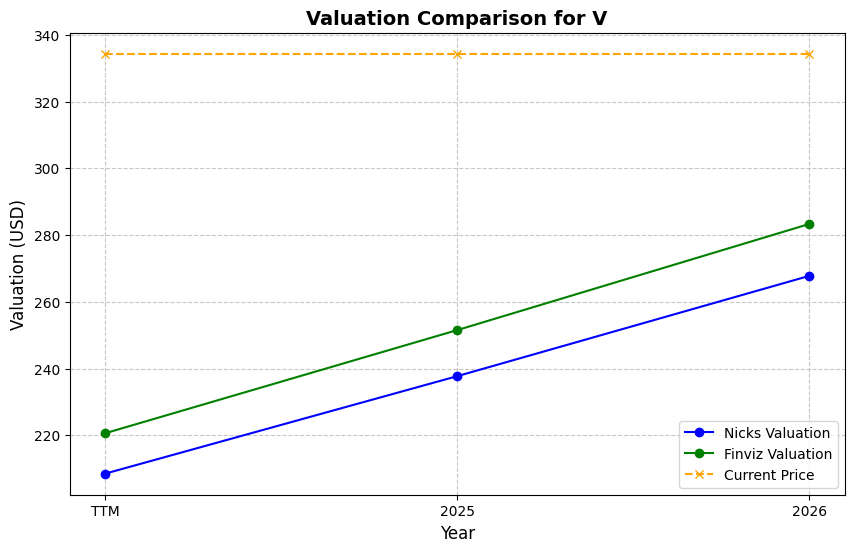 Valuation Comparison for V
Valuation (USD)
340
320
300
280
260
240
220
TTM
2025
2026
Year
Nicks Valuation
Finviz Valuation
Current Price